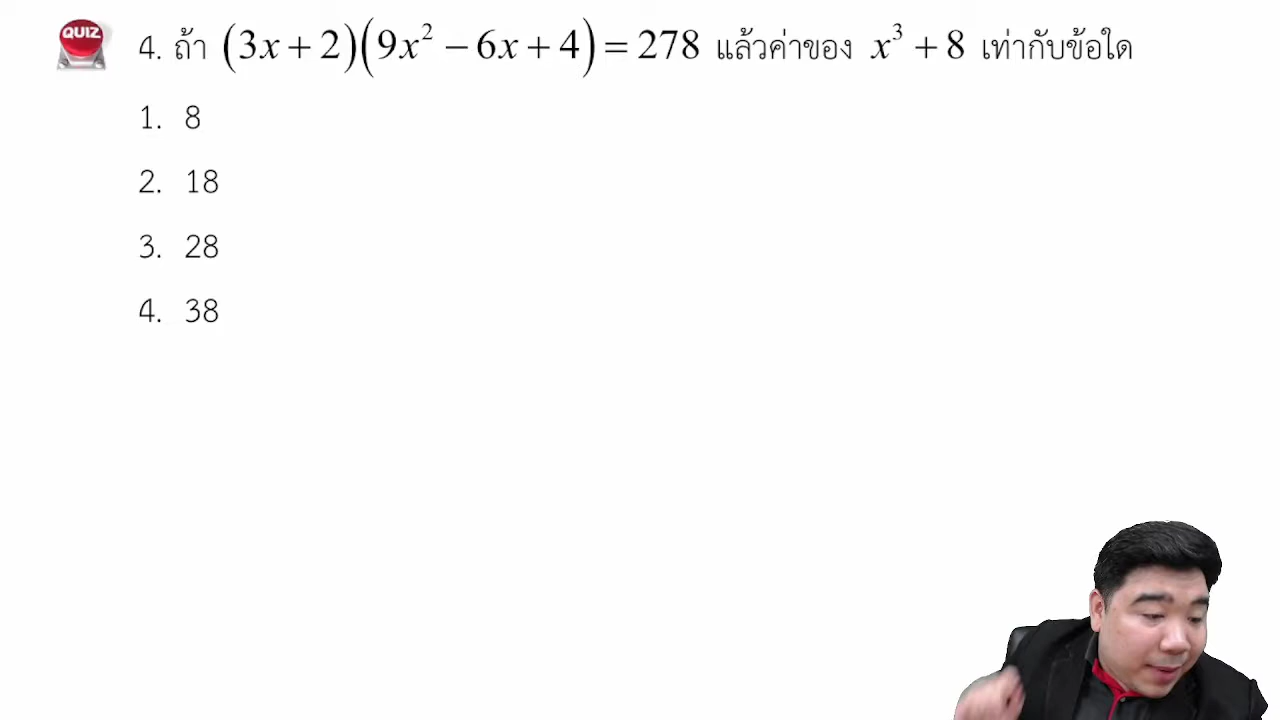 QUIZ
4. ถ้า (3x + 2)(9x² − 6x + 4) = 278 แล้วค่าของ x³ + 8 เท่ากับข้อใด
1. 8
2. 18
3. 28
4. 38